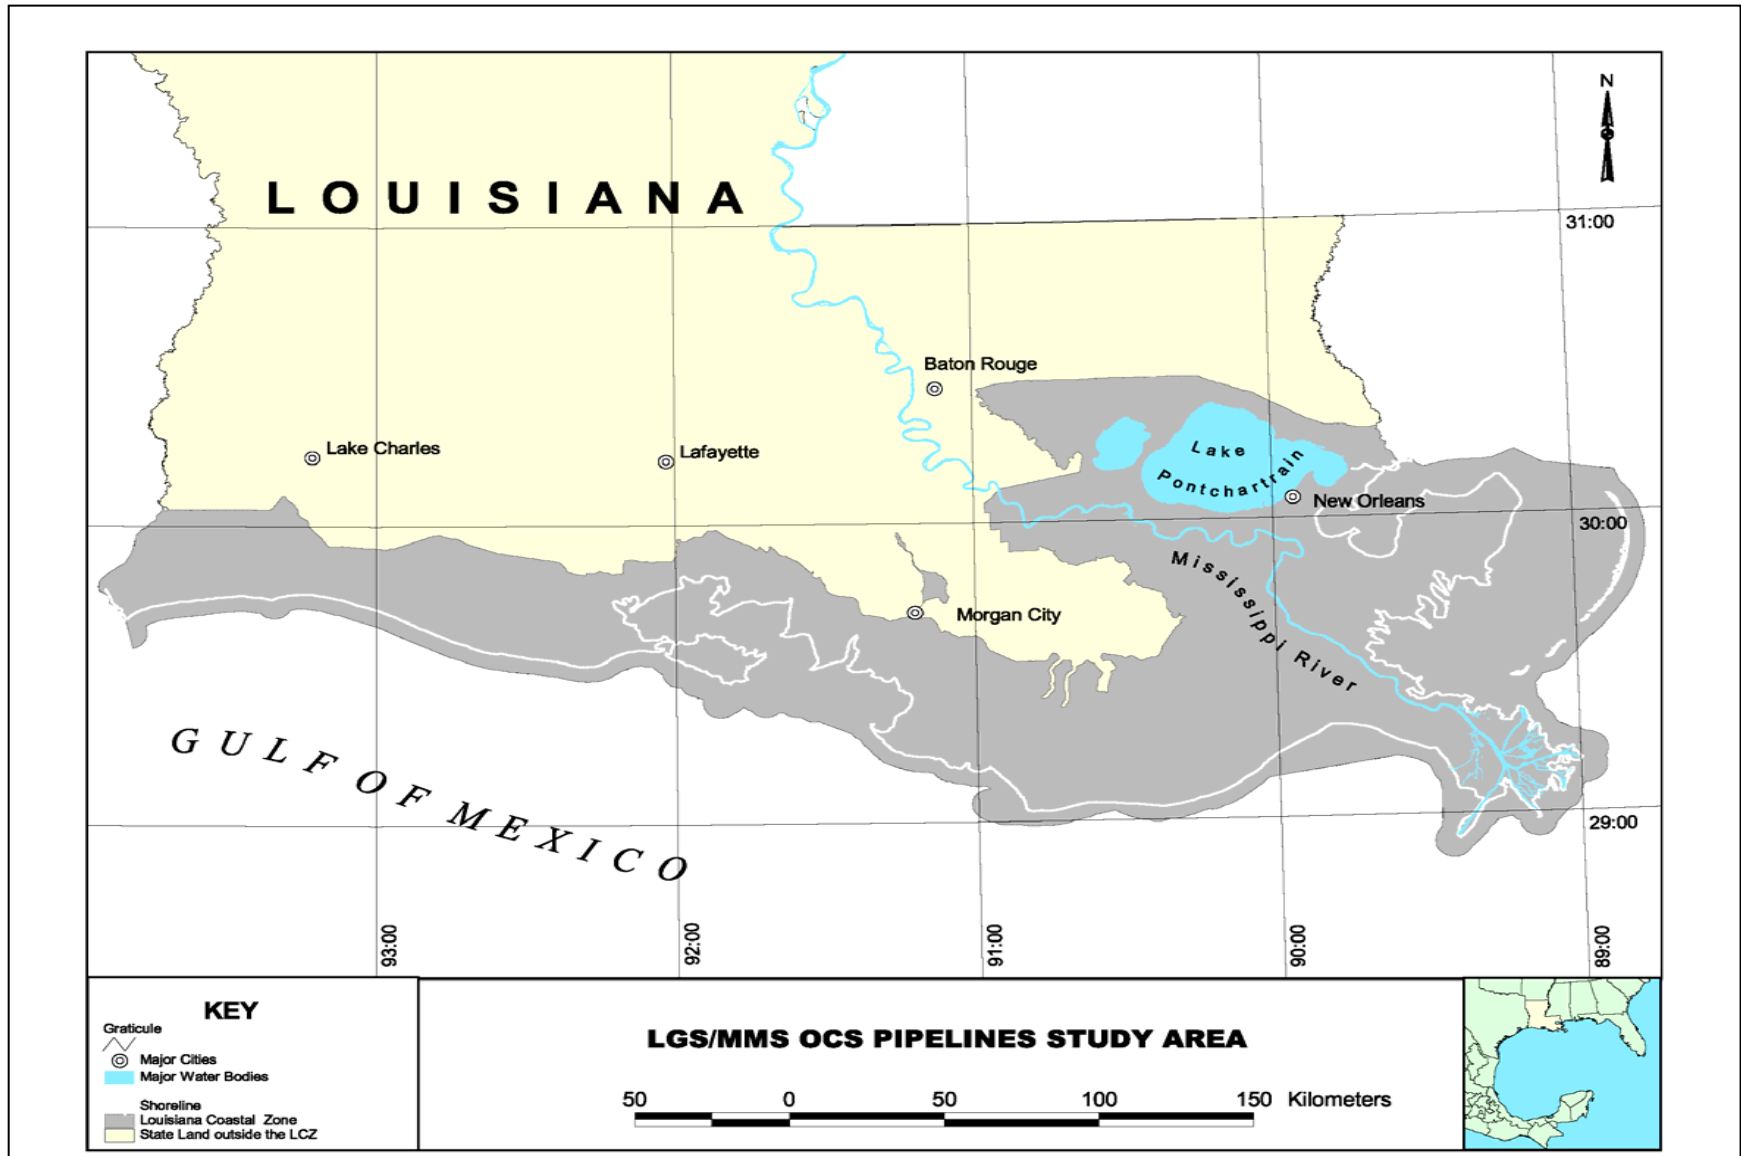 N
LOUISIANA
31:00
Baton Rouge
Lake Charles
Lafayette
Lake
Pontchartrain
New Orleans
30:00
Mississippi River
Morgan City
GULF OF MEXICO
29:00
93:00
92:00
91:00
90:00
89:00
KEY
Graticule
Major Cities
Major Water Bodies
Shoreline
Louisiana Coastal Zone
State Land outside the LCZ
LGS/MMS OCS PIPELINES STUDY AREA
50 0 50 100 150 Kilometers